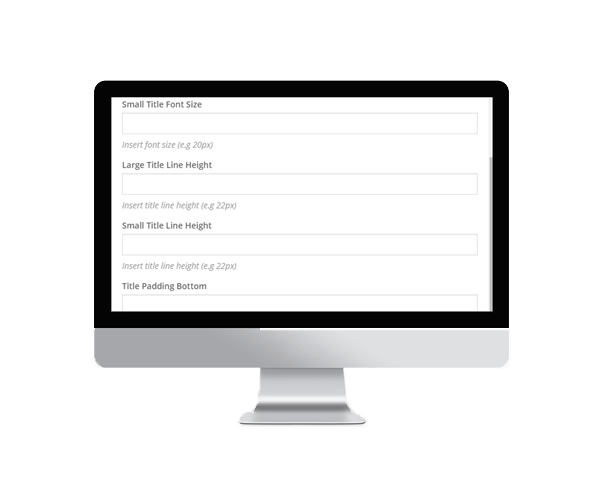 Small Title Font Size
Insert font size (e.g 20px)
Large Title Line Height
Insert title line height (e.g 22px)
Small Title Line Height
Insert title line height (e.g 22px)
Title Padding Bottom